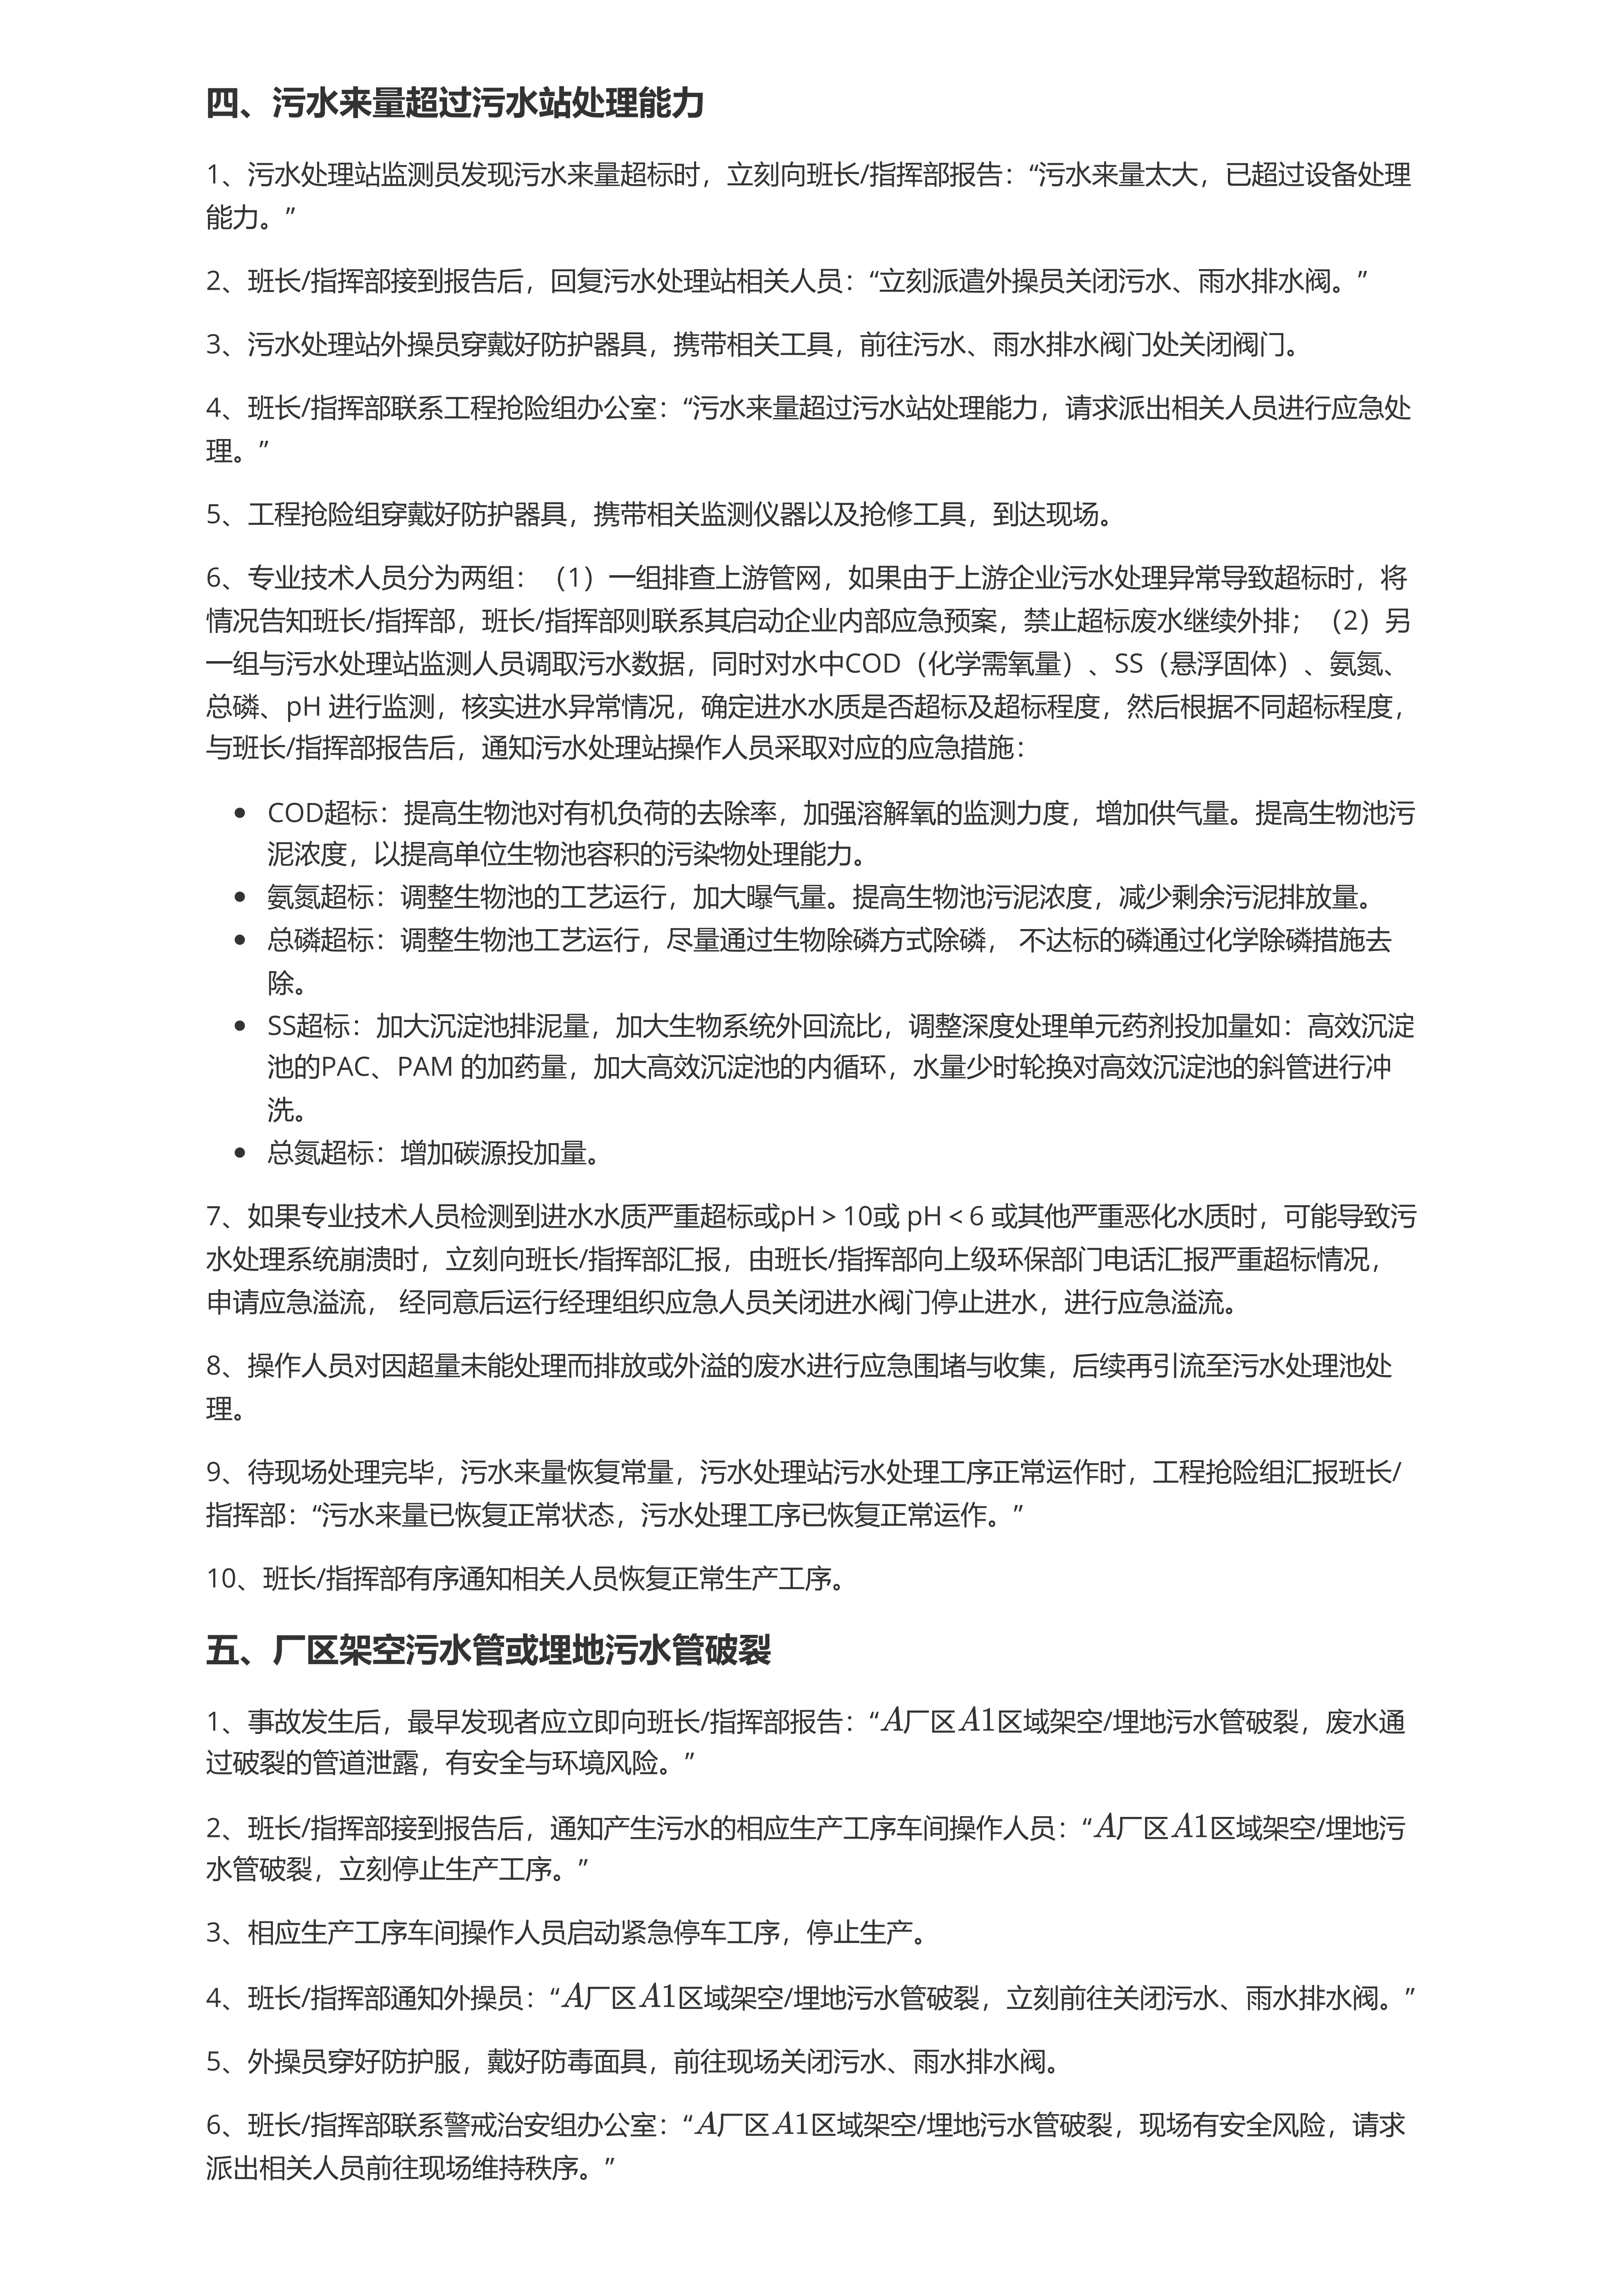 四、污水来量超过污水站处理能力
1、污水处理站监测员发现污水来量超标时，立刻向班长/指挥部报告：“污水来量太大，已超过设备处理
能力。”
2、班长/指挥部接到报告后，回复污水处理站相关人员：“立刻派遣外操员关闭污水、雨水排水阀。”
3、污水处理站外操员穿戴好防护器具，携带相关工具，前往污水、雨水排水阀门处关闭阀门。
4、班长/指挥部联系工程抢险组办公室：“污水来量超过污水站处理能力，请求派出相关人员进行应急处
理。”
5、工程抢险组穿戴好防护器具，携带相关监测仪器以及抢修工具，到达现场。
6、专业技术人员分为两组：（1）一组排查上游管网，如果由于上游企业污水处理异常导致超标时，将
情况告知班长/指挥部，班长/指挥部则联系其启动企业内部应急预案，禁止超标废水继续外排；（2）另
一组与污水处理站监测人员调取污水数据，同时对水中COD（化学需氧量）、SS（悬浮固体）、氨氮、
总磷、pH 进行监测，核实进水异常情况，确定进水水质是否超标及超标程度，然后根据不同超标程度，
与班长/指挥部报告后，通知污水处理站操作人员采取对应的应急措施：
• COD超标：提高生物池对有机负荷的去除率，加强溶解氧的监测力度，增加供气量。提高生物池污
泥浓度，以提高单位生物池容积的污染物处理能力。
• 氨氮超标：调整生物池的工艺运行，加大曝气量。提高生物池污泥浓度，减少剩余污泥排放量。
• 总磷超标：调整生物池工艺运行，尽量通过生物除磷方式除磷， 不达标的磷通过化学除磷措施去
除。
• SS超标：加大沉淀池排泥量，加大生物系统外回流比，调整深度处理单元药剂投加量如：高效沉淀
池的PAC、PAM 的加药量，加大高效沉淀池的内循环，水量少时轮换对高效沉淀池的斜管进行冲
洗。
• 总氮超标：增加碳源投加量。
7、如果专业技术人员检测到进水水质严重超标或pH＞10或 pH＜6 或其他严重恶化水质时，可能导致污
水处理系统崩溃时，立刻向班长/指挥部汇报，由班长/指挥部向上级环保部门电话汇报严重超标情况，
申请应急溢流， 经同意后运行经理组织应急人员关闭进水阀门停止进水，进行应急溢流。
8、操作人员对因超量未能处理而排放或外溢的废水进行应急围堵与收集，后续再引流至污水处理池处
理。
9、待现场处理完毕，污水来量恢复常量，污水处理站污水处理工序正常运作时，工程抢险组汇报班长/
指挥部：“污水来量已恢复正常状态，污水处理工序已恢复正常运作。”
10、班长/指挥部有序通知相关人员恢复正常生产工序。
五、厂区架空污水管或埋地污水管破裂
1、事故发生后，最早发现者应立即向班长/指挥部报告：“A厂区A1区域架空/埋地污水管破裂，废水通
过破裂的管道泄露，有安全与环境风险。”
2、班长/指挥部接到报告后，通知产生污水的相应生产工序车间操作人员：“A厂区A1区域架空/埋地污
水管破裂，立刻停止生产工序。”
3、相应生产工序车间操作人员启动紧急停车工序，停止生产。
4、班长/指挥部通知外操员：“A厂区A1区域架空/埋地污水管破裂，立刻前往关闭污水、雨水排水阀。”
5、外操员穿好防护服，戴好防毒面具，前往现场关闭污水、雨水排水阀。
6、班长/指挥部联系警戒治安组办公室：“A厂区A1区域架空/埋地污水管破裂，现场有安全风险，请求
派出相关人员前往现场维持秩序。”